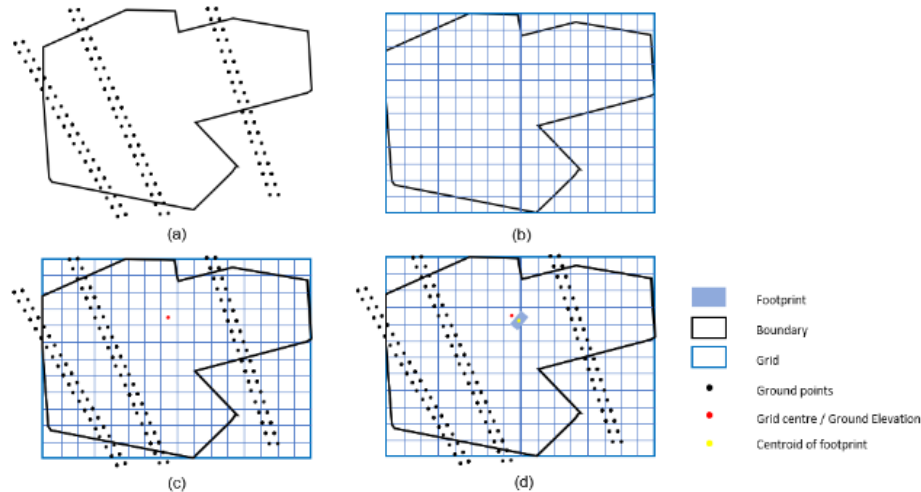 (a)
(b)
(c)
(d)
Footprint
Boundary
Grid
Ground points
Grid centre / Ground Elevation
Centroid of footprint